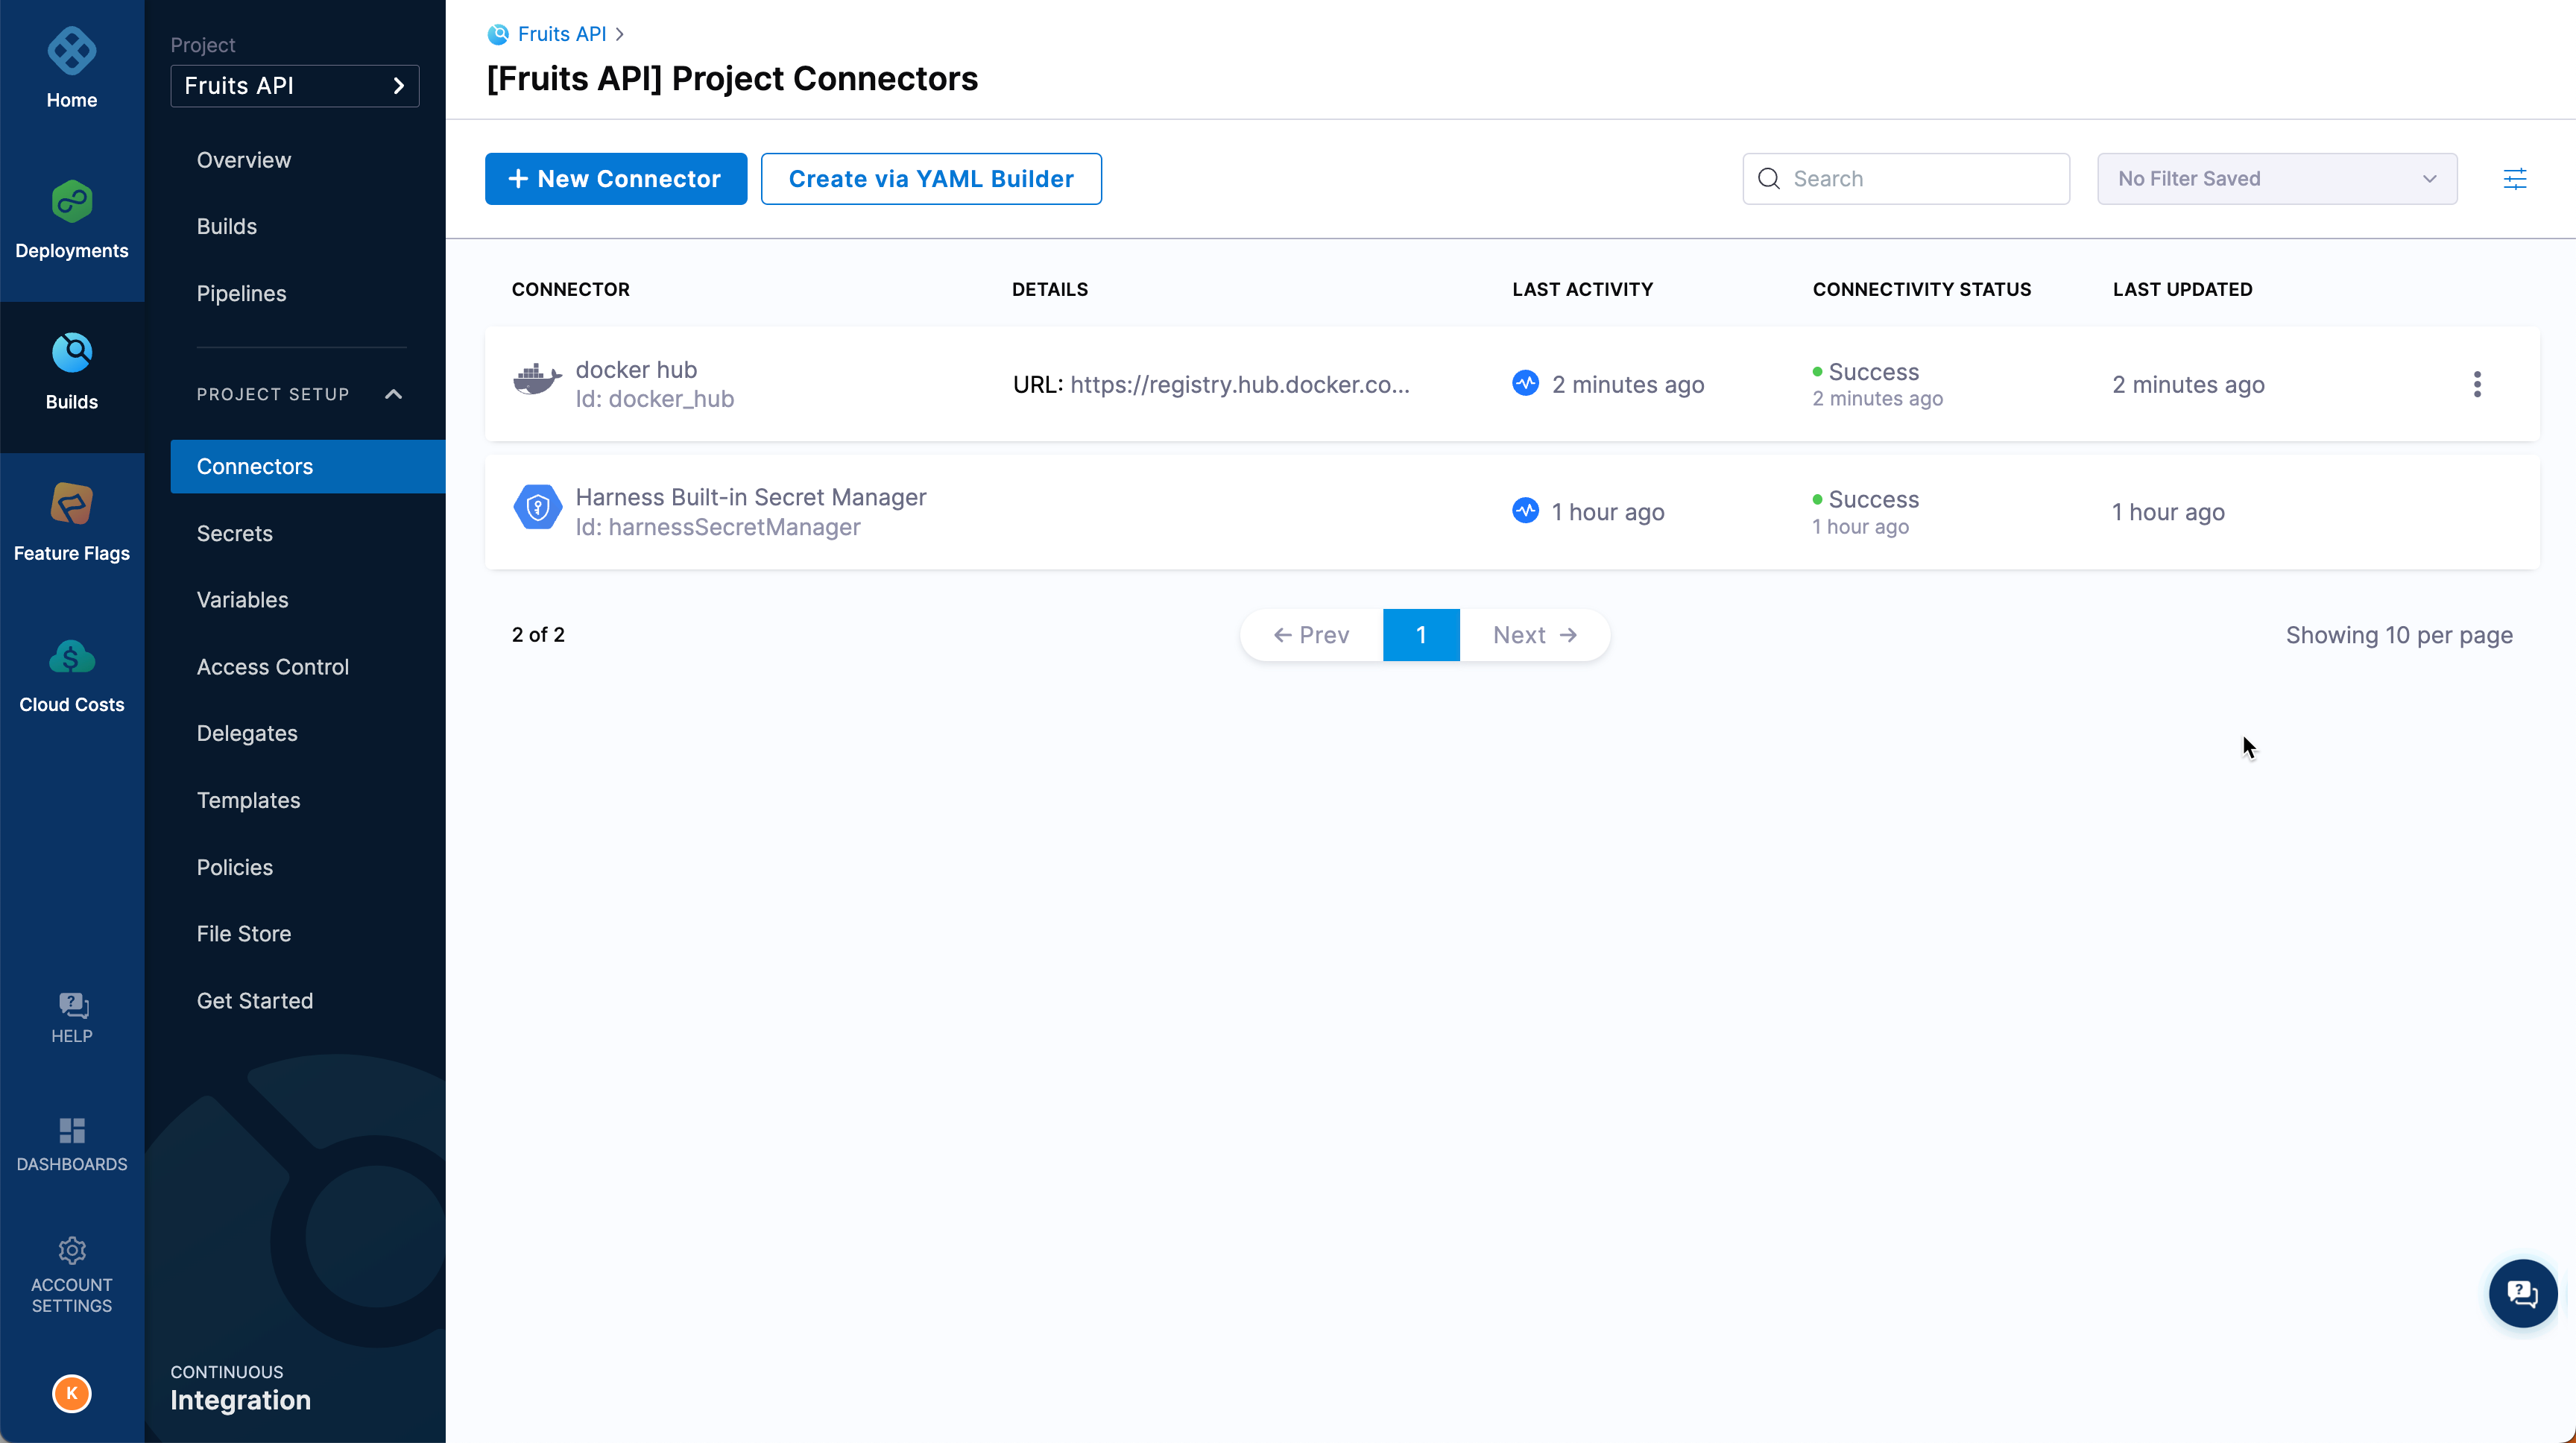 Home
Deployments
Builds
Feature Flags
Cloud Costs
HELP
DASHBOARDS
ACCOUNT
SETTINGS
K
Project
Fruits API
Overview
Builds
Pipelines
PROJECT SETUP
Connectors
Secrets
Variables
Access Control
Delegates
Templates
Policies
File Store
Get Started
CONTINUOUS
Integration
Fruits API
[Fruits API] Project Connectors
+ New Connector
Create via YAML Builder
Search
No Filter Saved
CONNECTOR DETAILS LAST ACTIVITY CONNECTIVITY STATUS LAST UPDATED
docker hub
Id: docker_hub
URL: https://registry.hub.docker.co...
2 minutes ago
Success
2 minutes ago
2 minutes ago
Harness Built-in Secret Manager
Id: harnessSecretManager
1 hour ago
Success
1 hour ago
1 hour ago
2 of 2
← Prev 1 Next →
Showing 10 per page